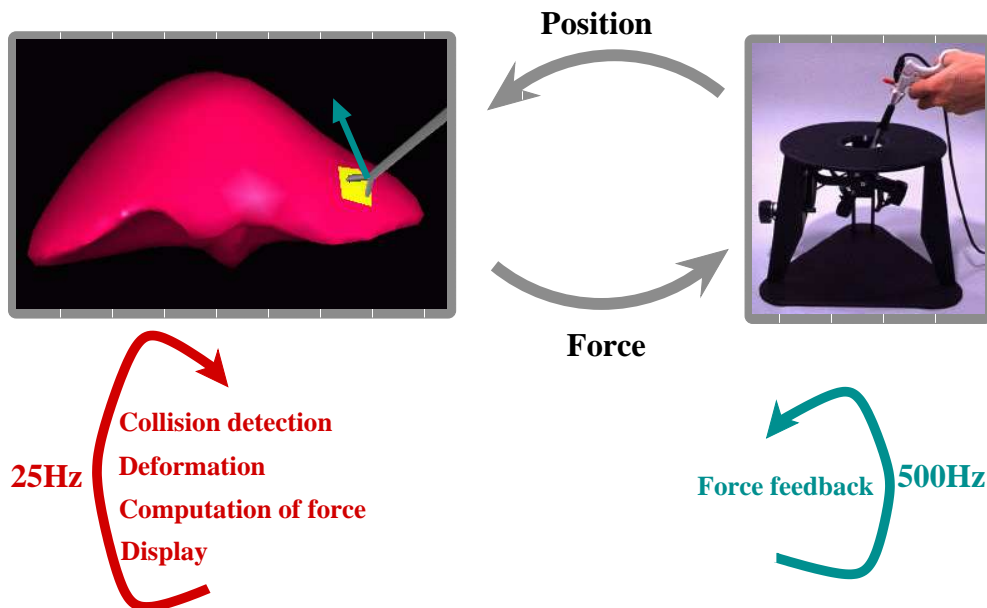 Position
Force
25Hz
Collision detection
Deformation
Computation of force
Display
Force feedback
500Hz